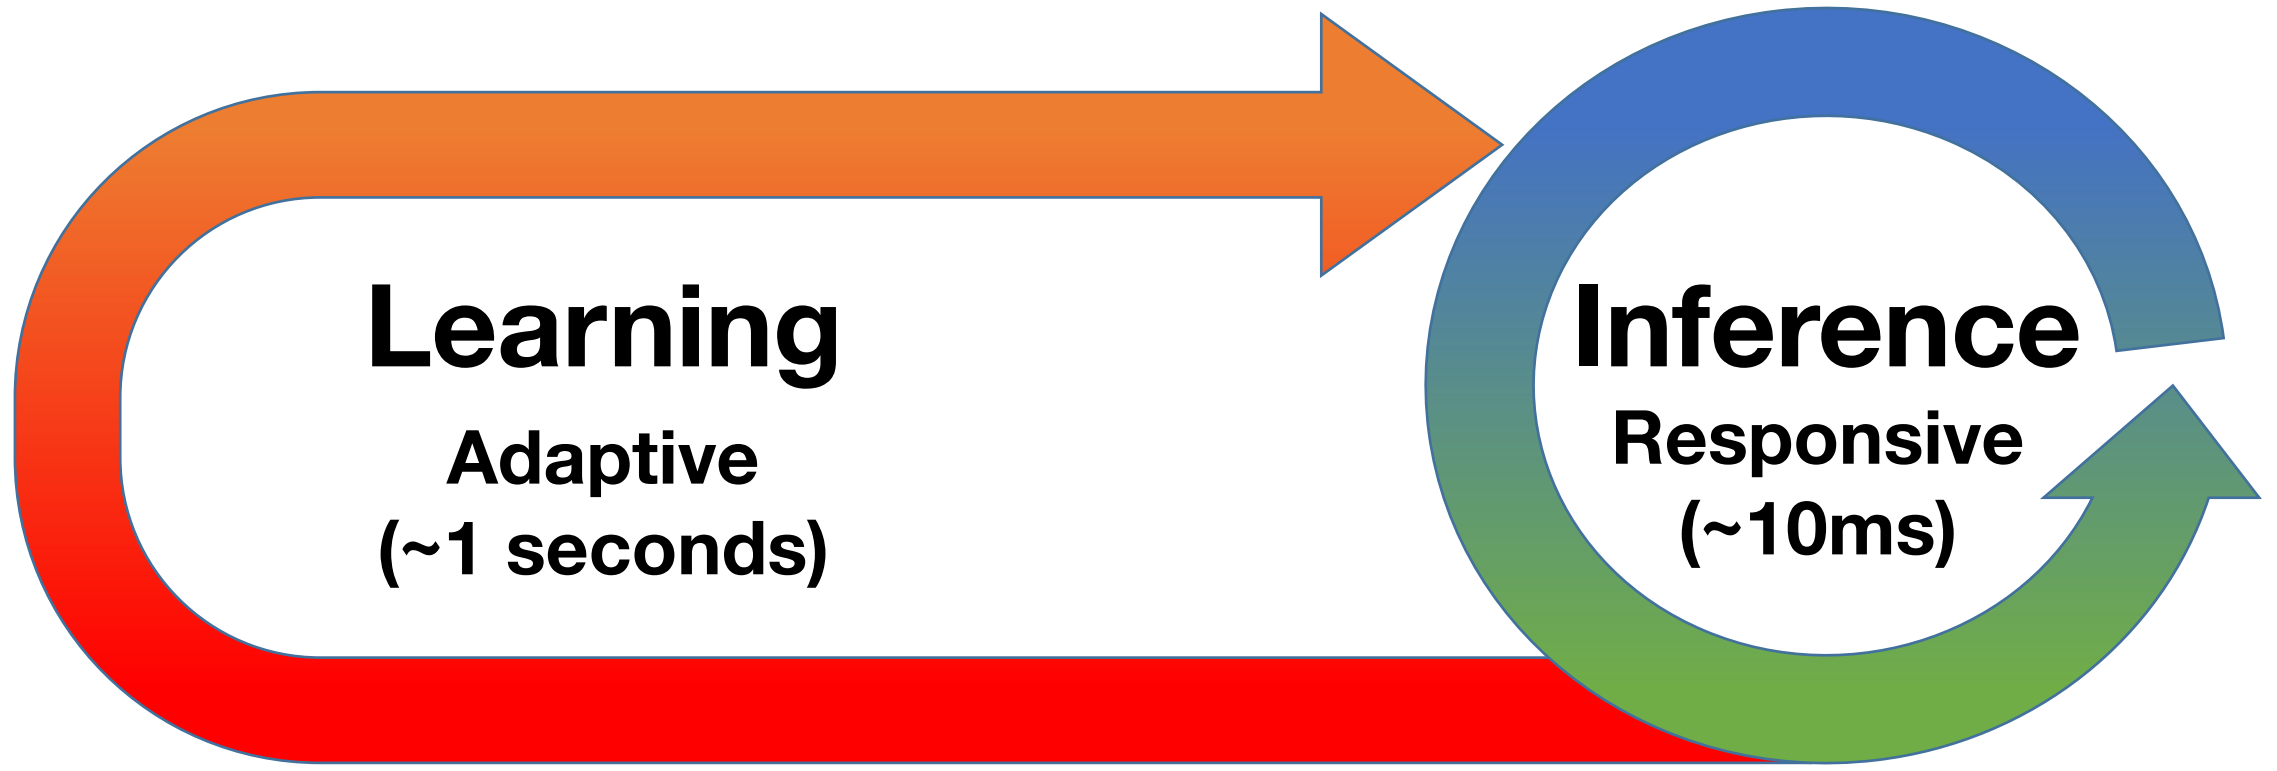 Learning
Adaptive
(~1 seconds)
Inference
Responsive
(~10ms)